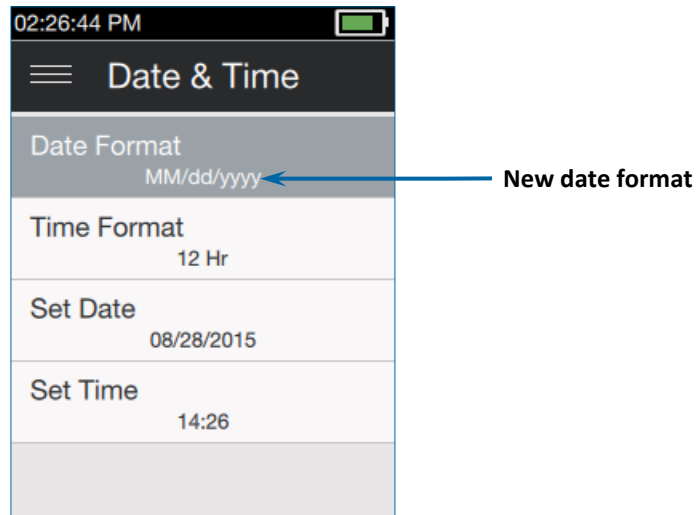 02:26:44 PM
Date & Time
Date Format
MM/dd/yyyy
New date format
Time Format
12 Hr
Set Date
08/28/2015
Set Time
14:26